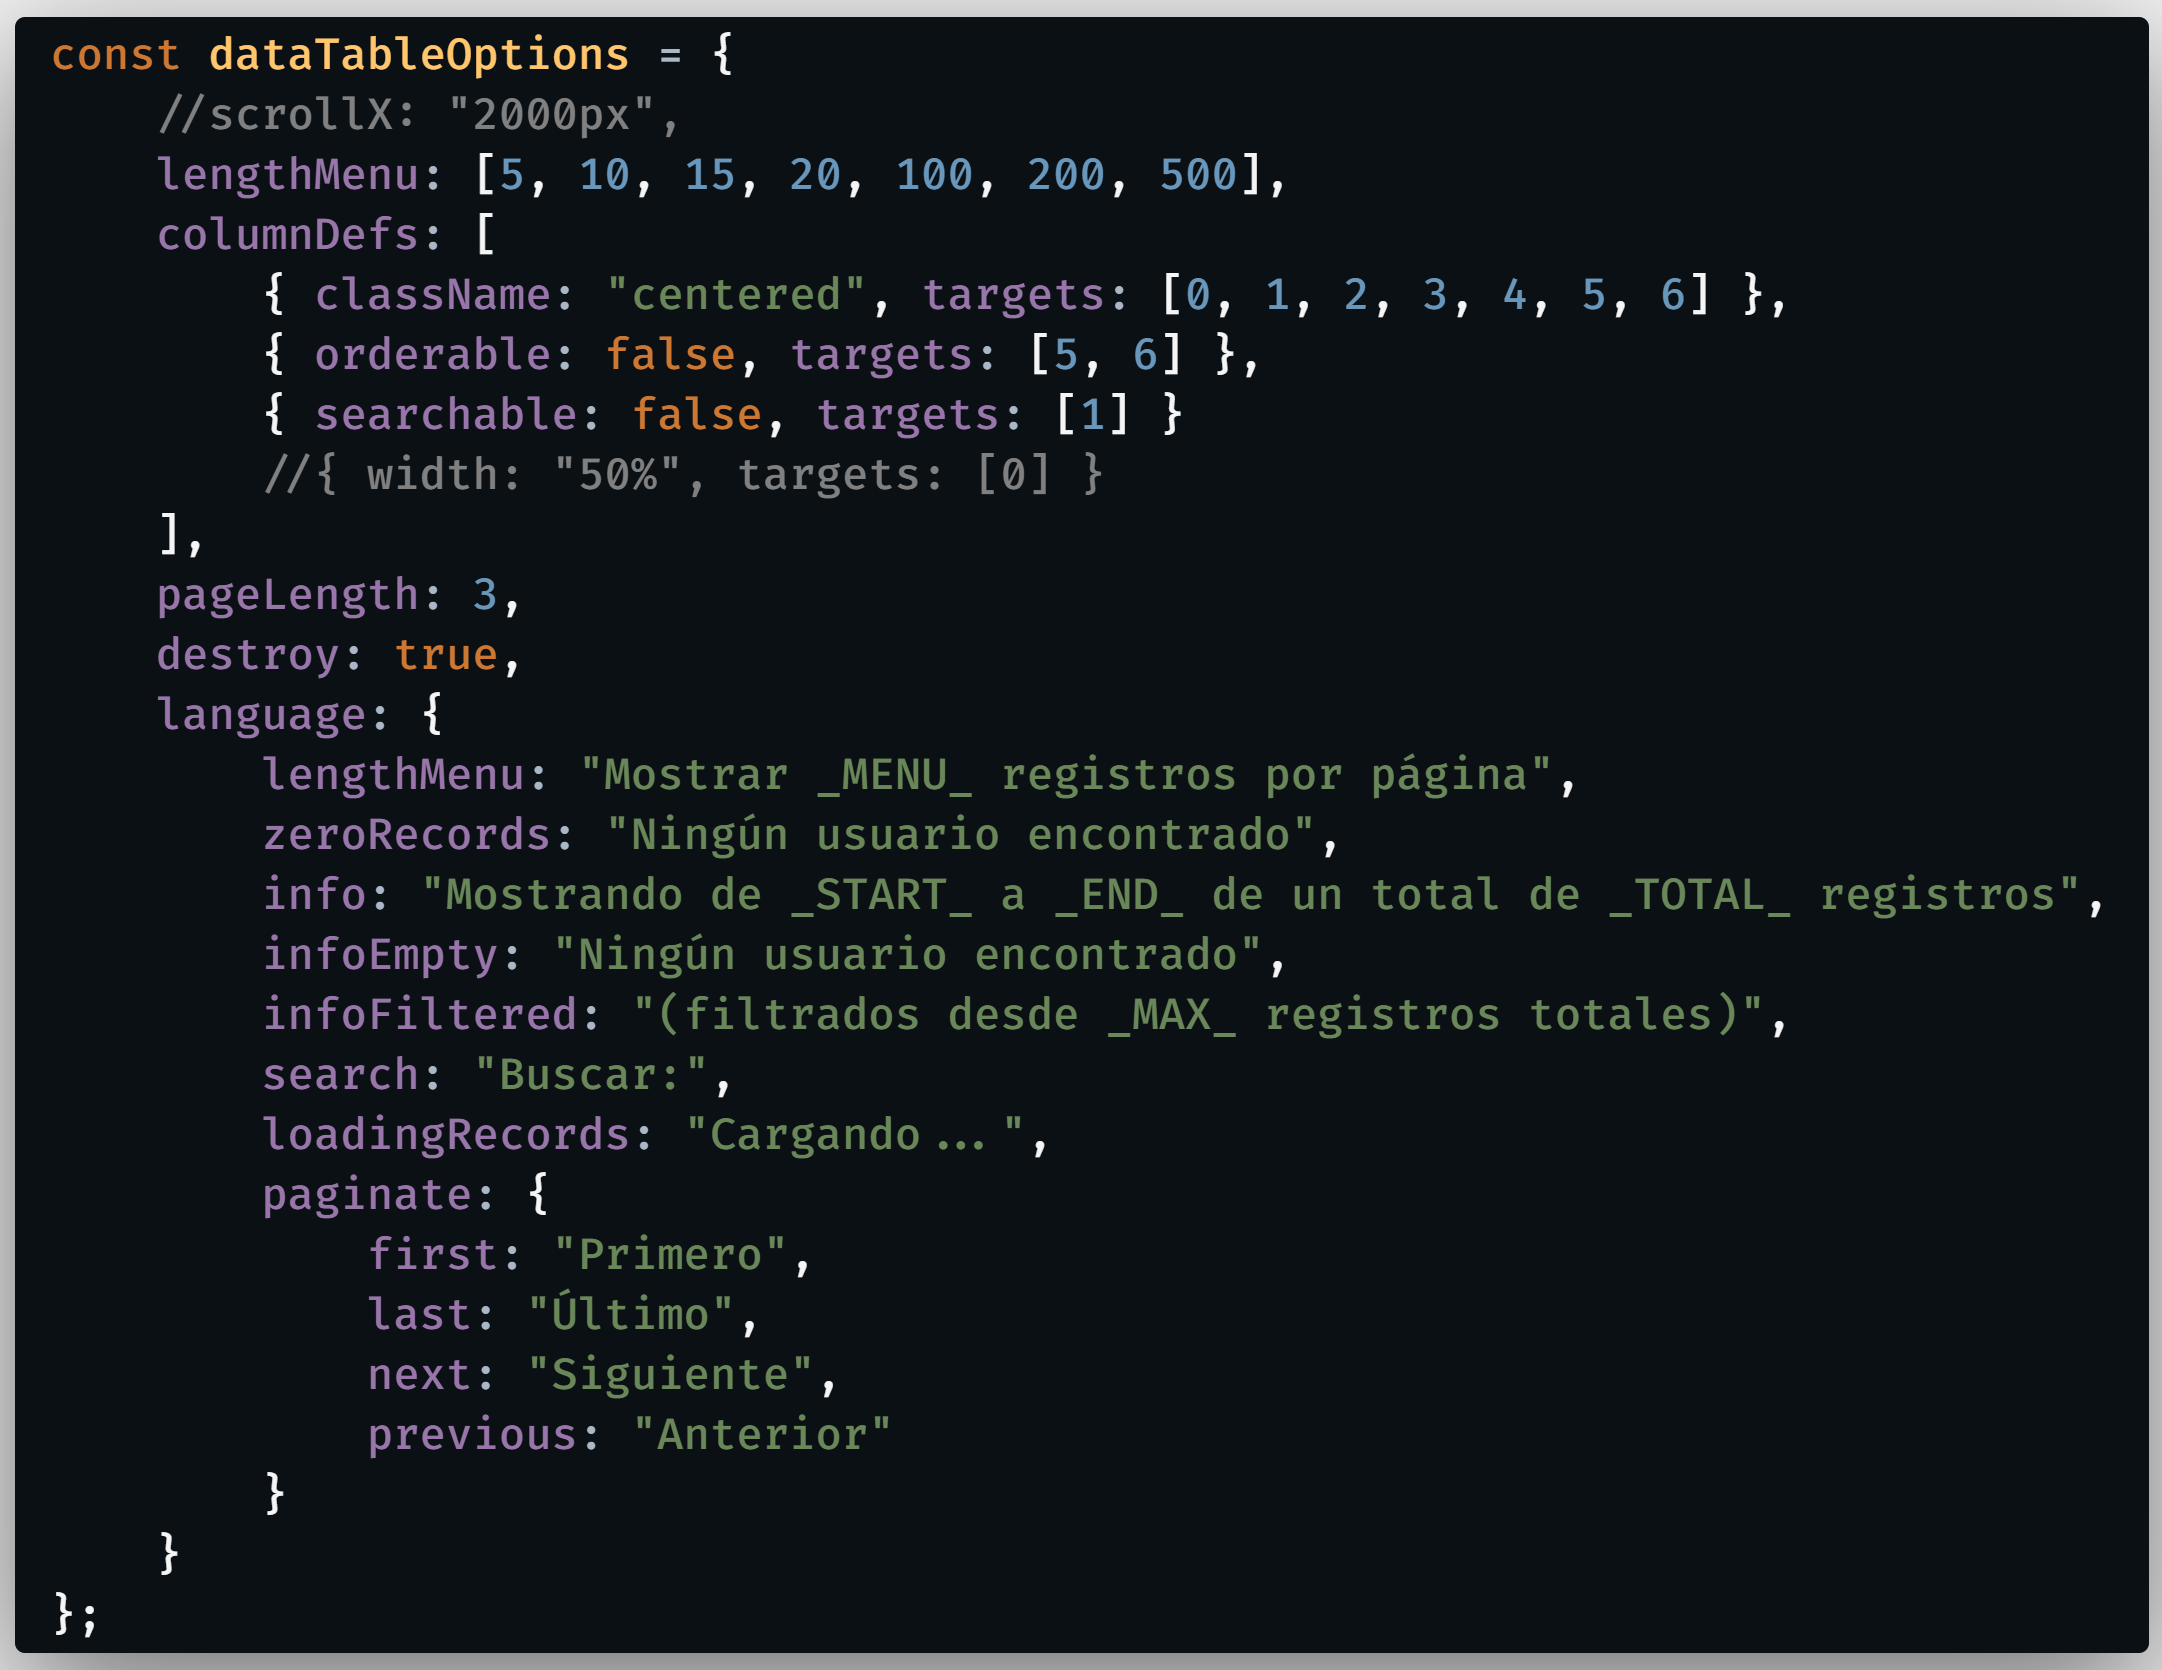 const dataTableOptions = {
    //scrollX: "2000px",
    lengthMenu: [5, 10, 15, 20, 100, 200, 500],
    columnDefs: [
        { className: "centered", targets: [0, 1, 2, 3, 4, 5, 6] },
        { orderable: false, targets: [5, 6] },
        { searchable: false, targets: [1] }
        //{ width: "50%", targets: [0] }
    ],
    pageLength: 3,
    destroy: true,
    language: {
        lengthMenu: "Mostrar _MENU_ registros por página",
        zeroRecords: "Ningún usuario encontrado",
        info: "Mostrando de _START_ a _END_ de un total de _TOTAL_ registros",
        infoEmpty: "Ningún usuario encontrado",
        infoFiltered: "(filtrados desde _MAX_ registros totales)",
        search: "Buscar:",
        loadingRecords: "Cargando...",
        paginate: {
            first: "Primero",
            last: "Último",
            next: "Siguiente",
            previous: "Anterior"
        }
    }
};